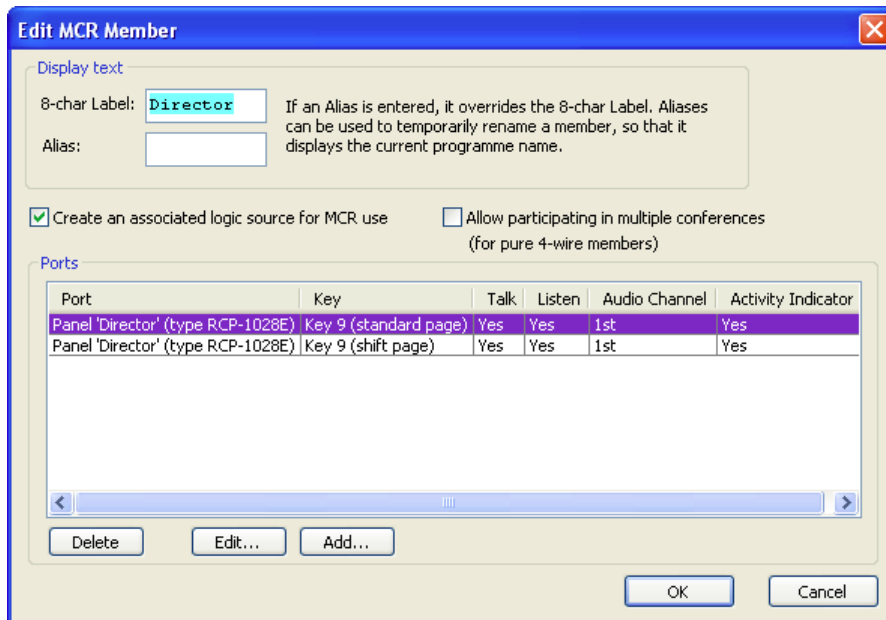 Edit MCR Member
Display text
8-char Label: Director
If an Alias is entered, it overrides the 8-char Label. Aliases
can be used to temporarily rename a member, so that it
displays the current programme name.
Alias:
Create an associated logic source for MCR use
Allow participating in multiple conferences
(for pure 4-wire members)
Ports
Port Key Talk Listen Audio Channel Activity Indicator
Panel 'Director' (type RCP-1028E) Key 9 (standard page) Yes Yes 1st Yes
Panel 'Director' (type RCP-1028E) Key 9 (shift page) Yes Yes 1st Yes
Delete Edit... Add...
OK Cancel